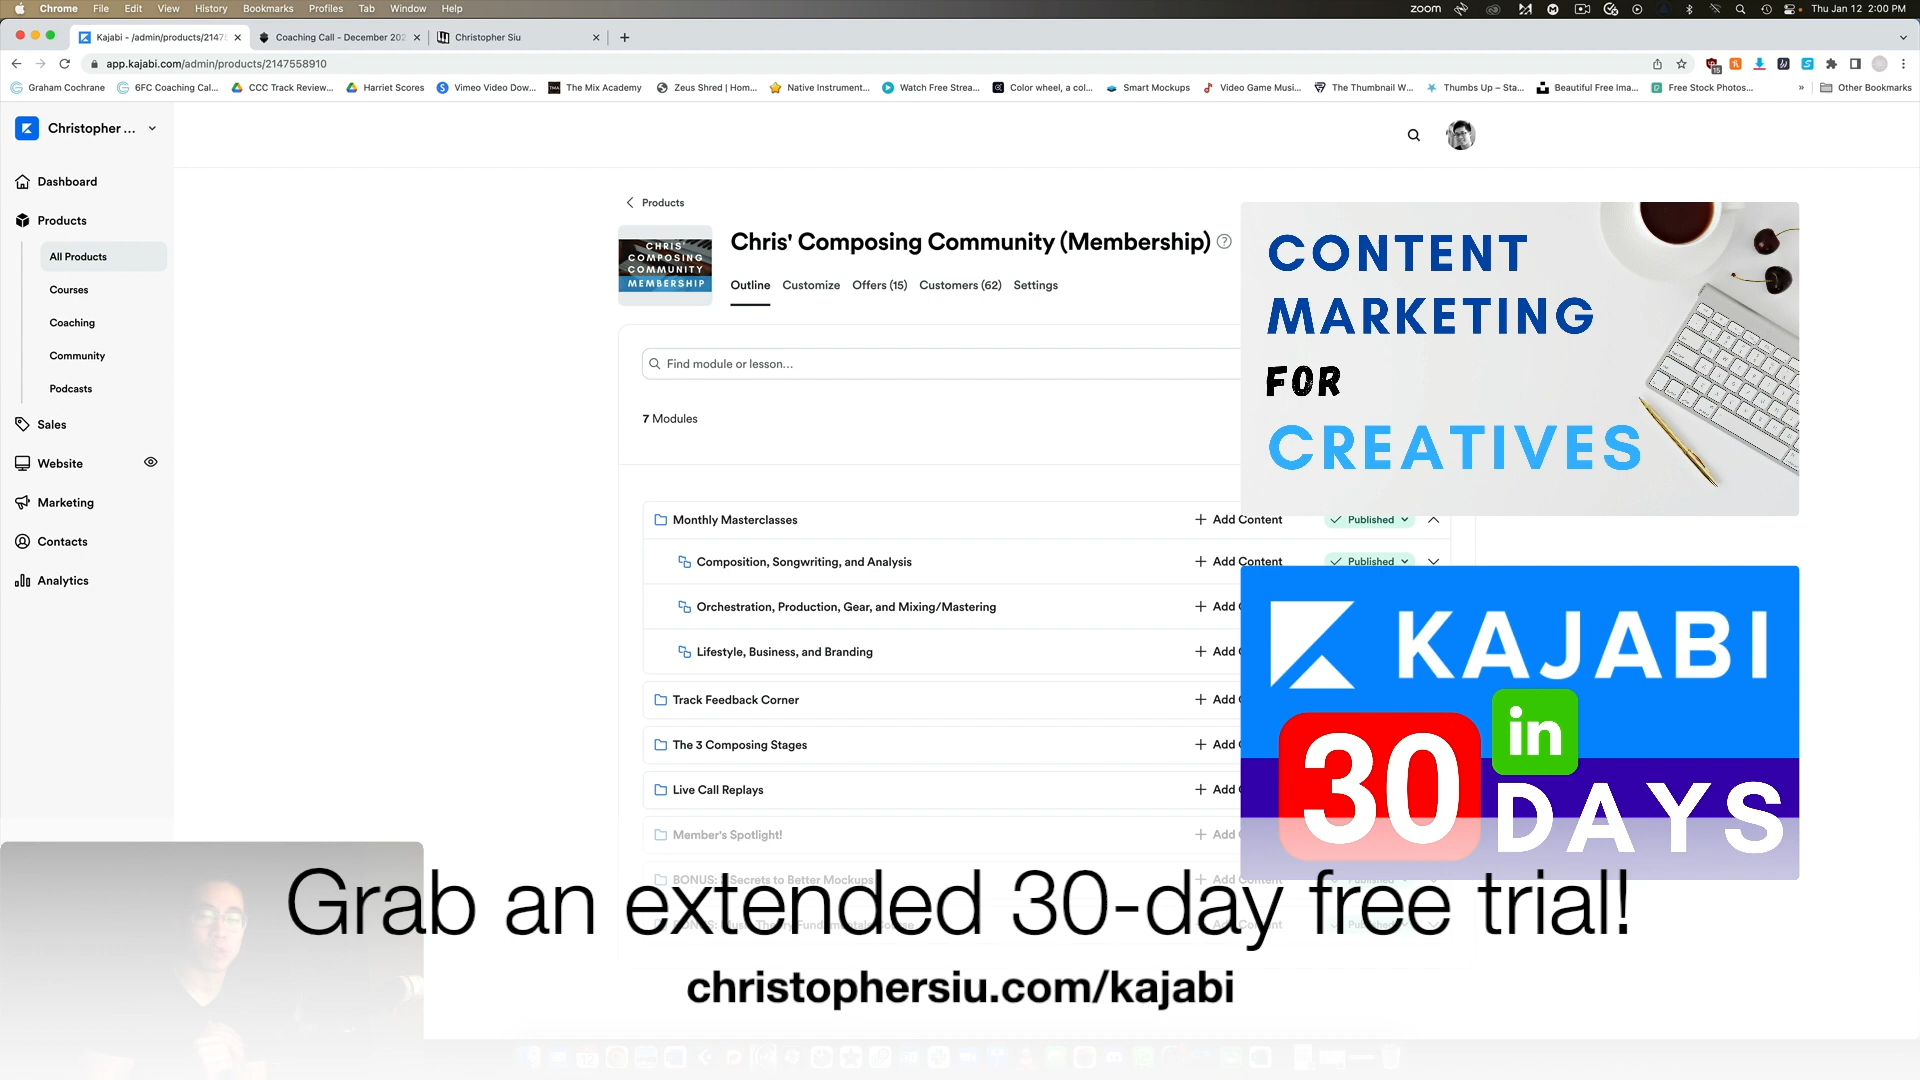 Chrome File Edit View History Bookmarks Profiles Tab Window Help
zoom Thu Jan 12 2:00 PM
Kajabi - /admin/products/2147
Coaching Call - December 202
Christopher Siu
app.kajabi.com/admin/products/2147558910
Graham Cochrane 6FC Coaching Cal... CCC Track Review... Harriet Scores Vimeo Video Dow... The Mix Academy Zeus Shred | Hom... Native Instrument... Watch Free Strea... Color wheel, a col... Smart Mockups Video Game Musi... The Thumbnail W... Thumbs Up – Sta... Beautiful Free Ima... Free Stock Photos... » Other Bookmarks
Christopher ...
Dashboard
Products
All Products
Courses
Coaching
Community
Podcasts
Sales
Website
Marketing
Contacts
Analytics
Products
CHRIS'
COMPOSING
COMMUNITY
MEMBERSHIP
Chris' Composing Community (Membership)
Outline Customize Offers (15) Customers (62) Settings
Find module or lesson...
7 Modules
Monthly Masterclasses Add Content Published
Composition, Songwriting, and Analysis Add Content Published
Orchestration, Production, Gear, and Mixing/Mastering Add
Lifestyle, Business, and Branding Add
Track Feedback Corner Add
The 3 Composing Stages Add
Live Call Replays Add
Member's Spotlight! Add
BONUS: Secrets to Better Mockups
CONTENT
MARKETING
FOR
CREATIVES
KAJABI
30 in
DAYS
Grab an extended 30-day free trial!
christophersiu.com/kajabi